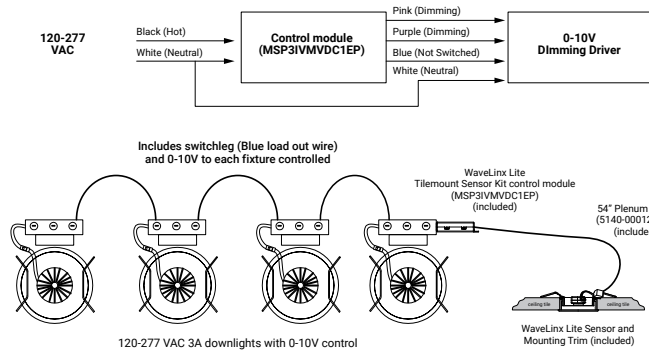 120-277
VAC
Black (Hot)
White (Neutral)
Control module
(MSP3IVMVDC1EP)
Pink (Dimming)
Purple (Dimming)
Blue (Not Switched)
White (Neutral)
0-10V
DImming Driver
Includes switchleg (Blue load out wire)
and 0-10V to each fixture controlled
WaveLinx Lite
Tilemount Sensor Kit control module
(MSP3IVMVDC1EP)
(included)
54" Plenum
(5140-00012
(include
ceiling tile
ceiling tile
WaveLinx Lite Sensor and
Mounting Trim (included)
120-277 VAC 3A downlights with 0-10V control